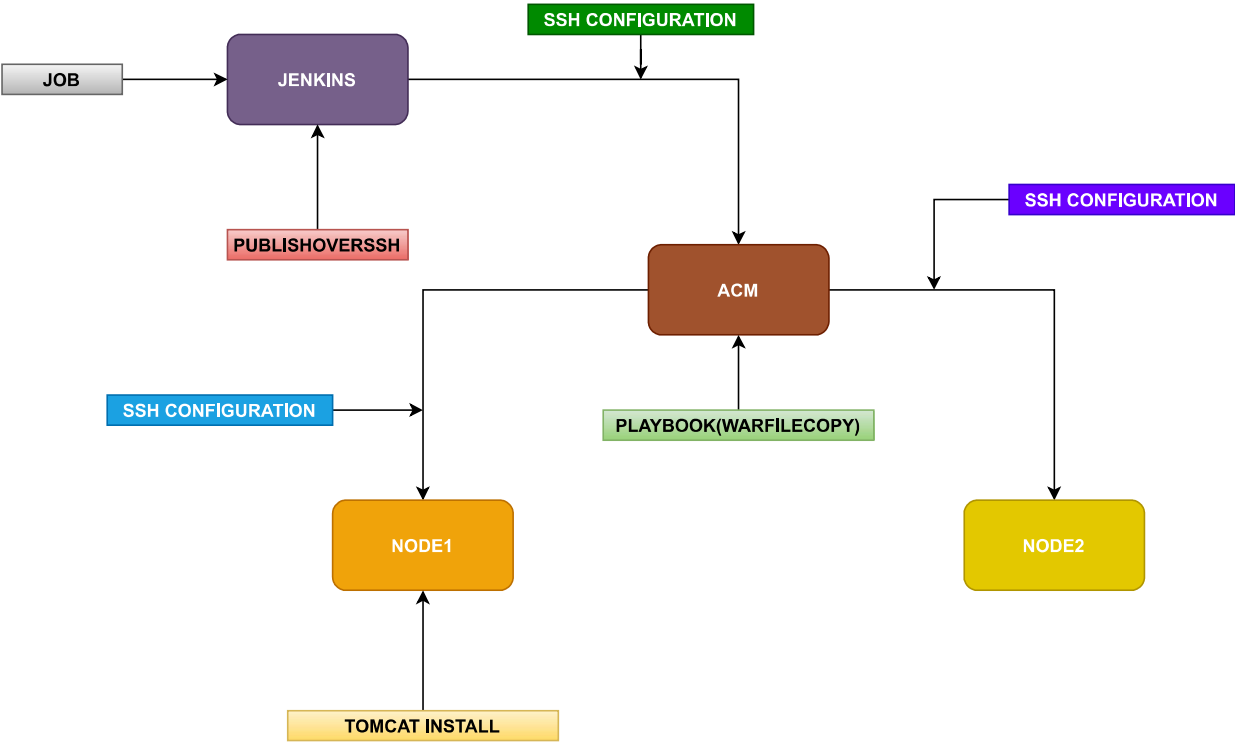 SSH CONFIGURATION
JOB
JENKINS
SSH CONFIGURATION
PUBLISHOVERSSH
ACM
SSH CONFIGURATION
PLAYBOOK(WARFILECOPY)
NODE1
NODE2
TOMCAT INSTALL